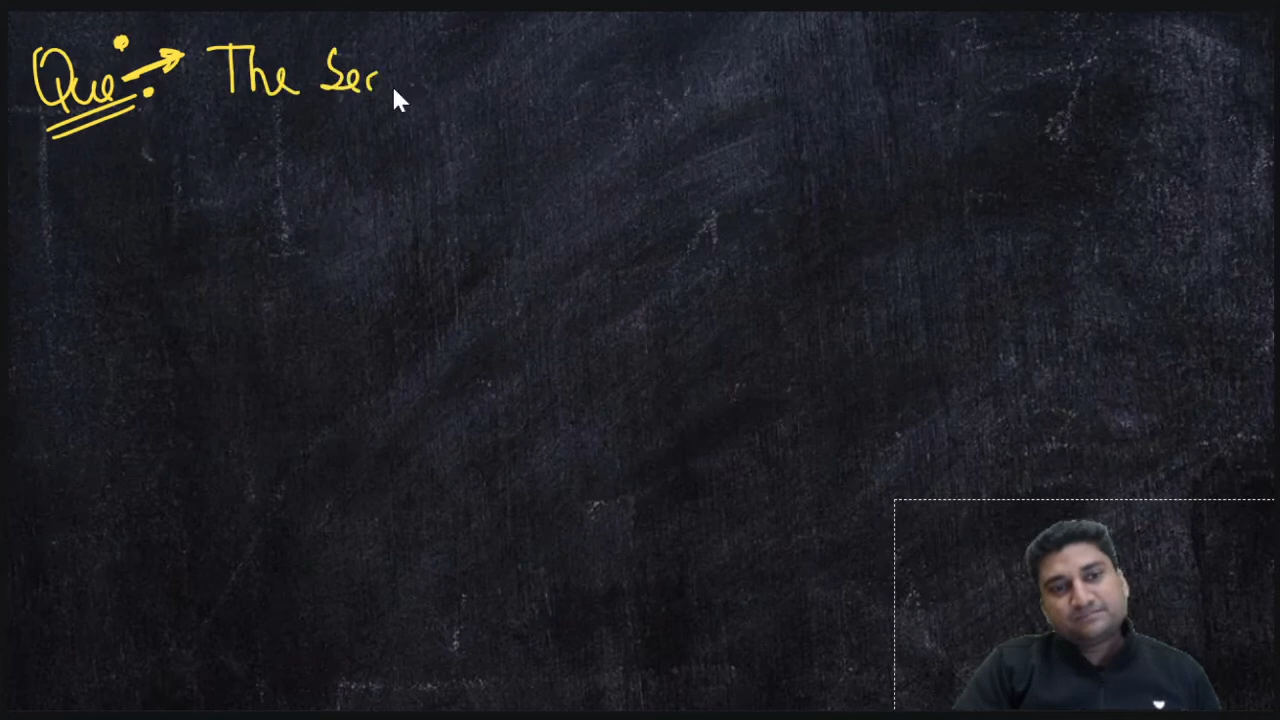 Que :→ The Ser